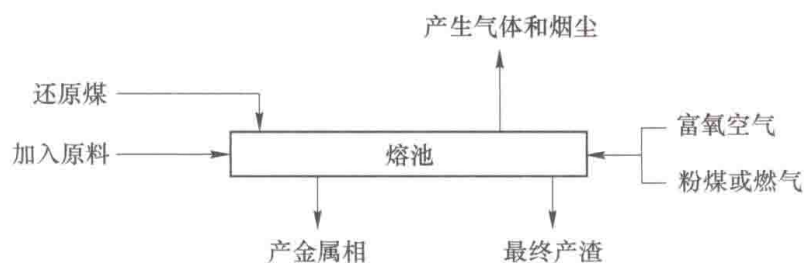 产生气体和烟尘
还原煤
富氧空气
加入原料
熔池
粉煤或燃气
产金属相
最终产渣